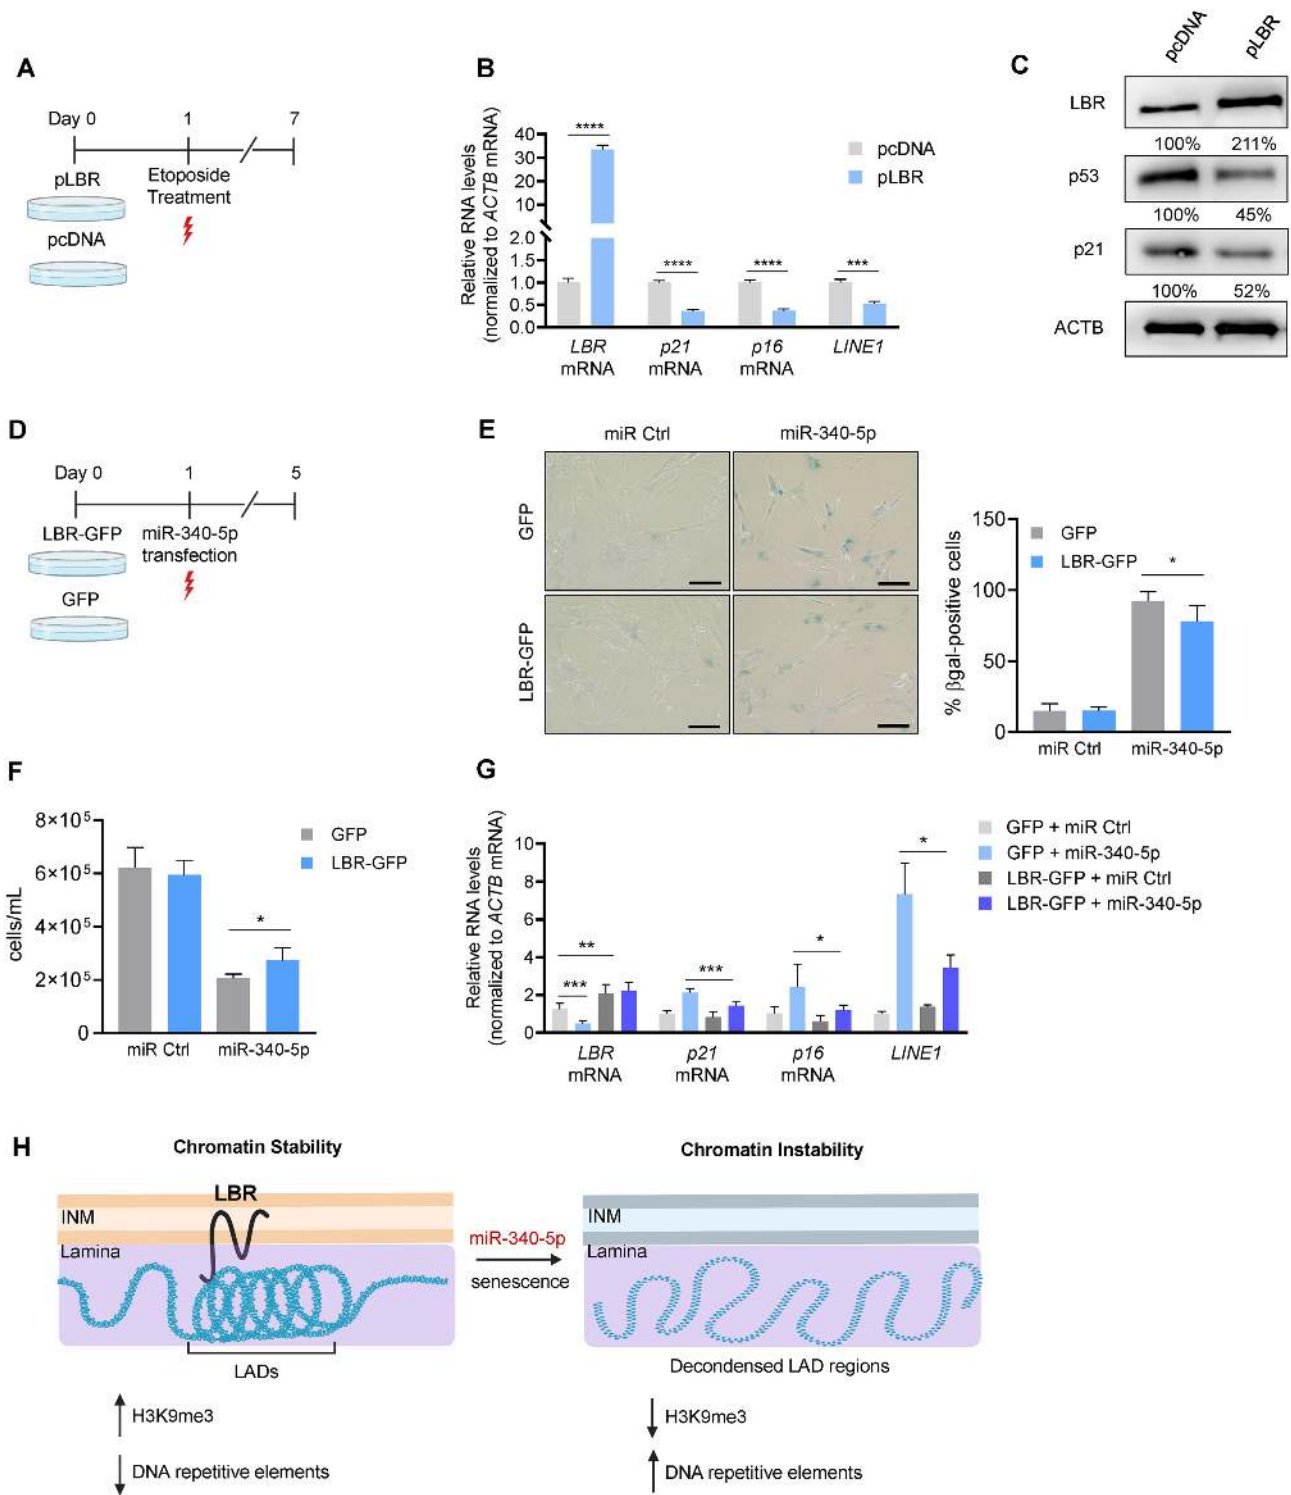 A
Day 0
1
7
pLBR
Etoposide
Treatment
pcDNA
B
Relative RNA levels
(normalized to ACTB mRNA)
40
30
20
10
2.0
1.5
1.0
0.5
0.0
****
****
****
***
pcDNA
pLBR
LBR
mRNA
p21
mRNA
p16
mRNA
LINE1
C
pcDNA
pLBR
LBR
100%
211%
p53
100%
45%
p21
100%
52%
ACTB
D
Day 0
1
5
LBR-GFP
miR-340-5p
transfection
GFP
E
miR Ctrl
miR-340-5p
GFP
LBR-GFP
% βgal-positive cells
150
100
50
0
GFP
LBR-GFP
*
miR Ctrl
miR-340-5p
F
cells/mL
8×10⁵
6×10⁵
4×10⁵
2×10⁵
0
GFP
LBR-GFP
*
miR Ctrl
miR-340-5p
G
Relative RNA levels
(normalized to ACTB mRNA)
10
8
6
4
2
0
**
***
***
*
*
GFP + miR Ctrl
GFP + miR-340-5p
LBR-GFP + miR Ctrl
LBR-GFP + miR-340-5p
LBR
mRNA
p21
mRNA
p16
mRNA
LINE1
H
Chromatin Stability
LBR
INM
Lamina
LADs
H3K9me3
DNA repetitive elements
miR-340-5p
senescence
Chromatin Instability
INM
Lamina
Decondensed LAD regions
H3K9me3
DNA repetitive elements